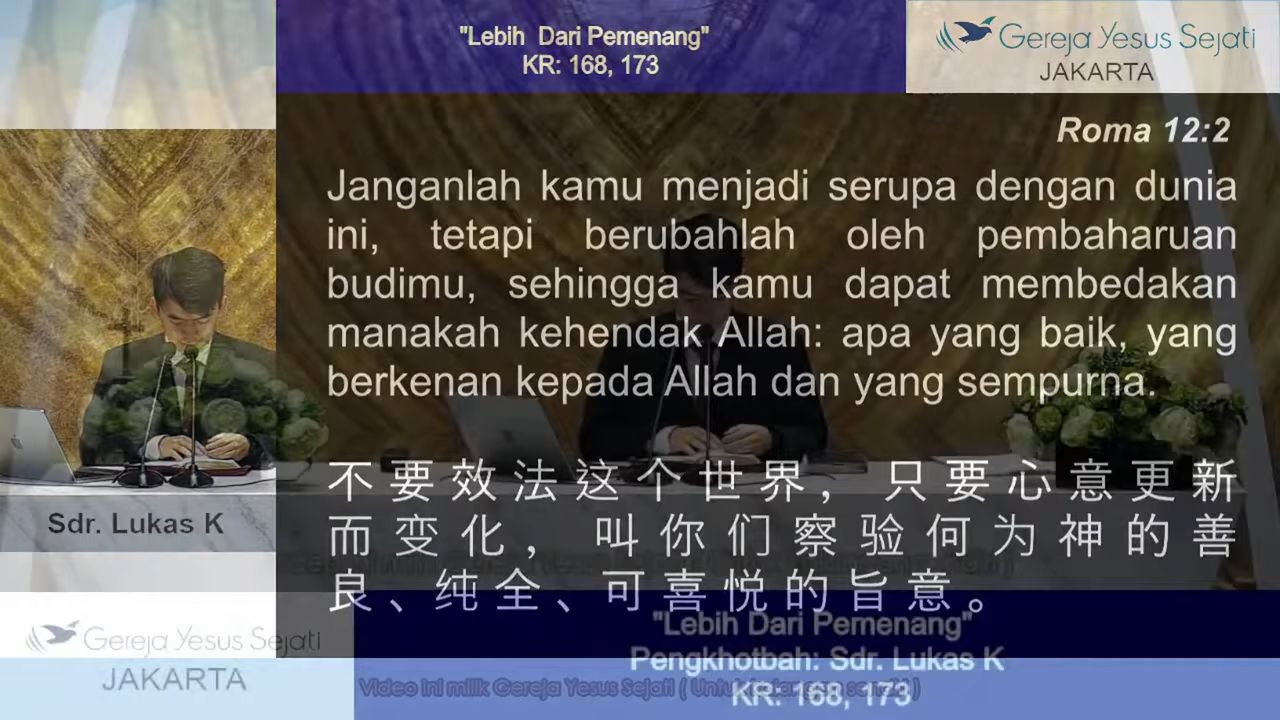 "Lebih Dari Pemenang"
KR: 168, 173
Gereja Yesus Sejati
JAKARTA
Roma 12:2
Janganlah kamu menjadi serupa dengan dunia
ini, tetapi berubahlah oleh pembaharuan
budimu, sehingga kamu dapat membedakan
manakah kehendak Allah: apa yang baik, yang
berkenan kepada Allah dan yang sempurna.
不要效法这个世界，只要心意更新
而变化，叫你们察验何为神的善
良、纯全、可喜悦的旨意。
Sdr. Lukas K
Gereja Yesus Sejati
JAKARTA
"Lebih Dari Pemenang"
Pengkhotbah: Sdr. Lukas K
KR: 168, 173
Video ini milik Gereja Yesus Sejati ( Untuk